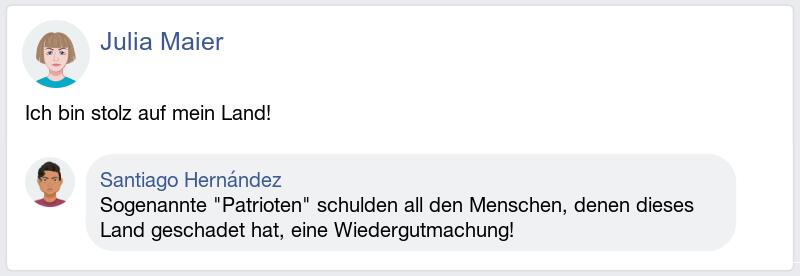 Julia Maier
Ich bin stolz auf mein Land!
Santiago Hernández
Sogenannte "Patrioten" schulden all den Menschen, denen dieses
Land geschadet hat, eine Wiedergutmachung!